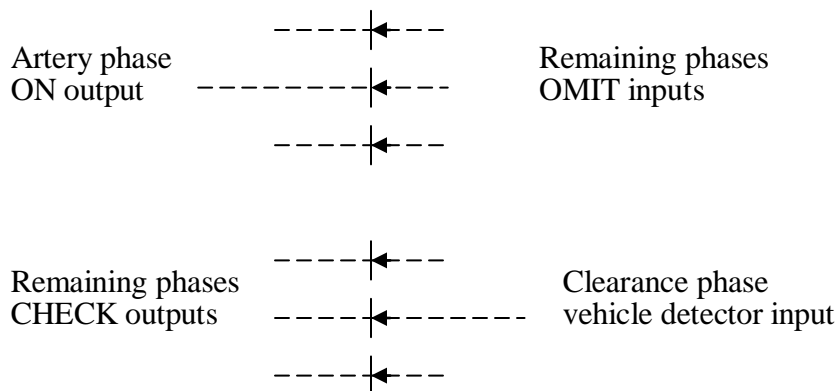 Artery phase
ON output
Remaining phases
OMIT inputs
Remaining phases
CHECK outputs
Clearance phase
vehicle detector input